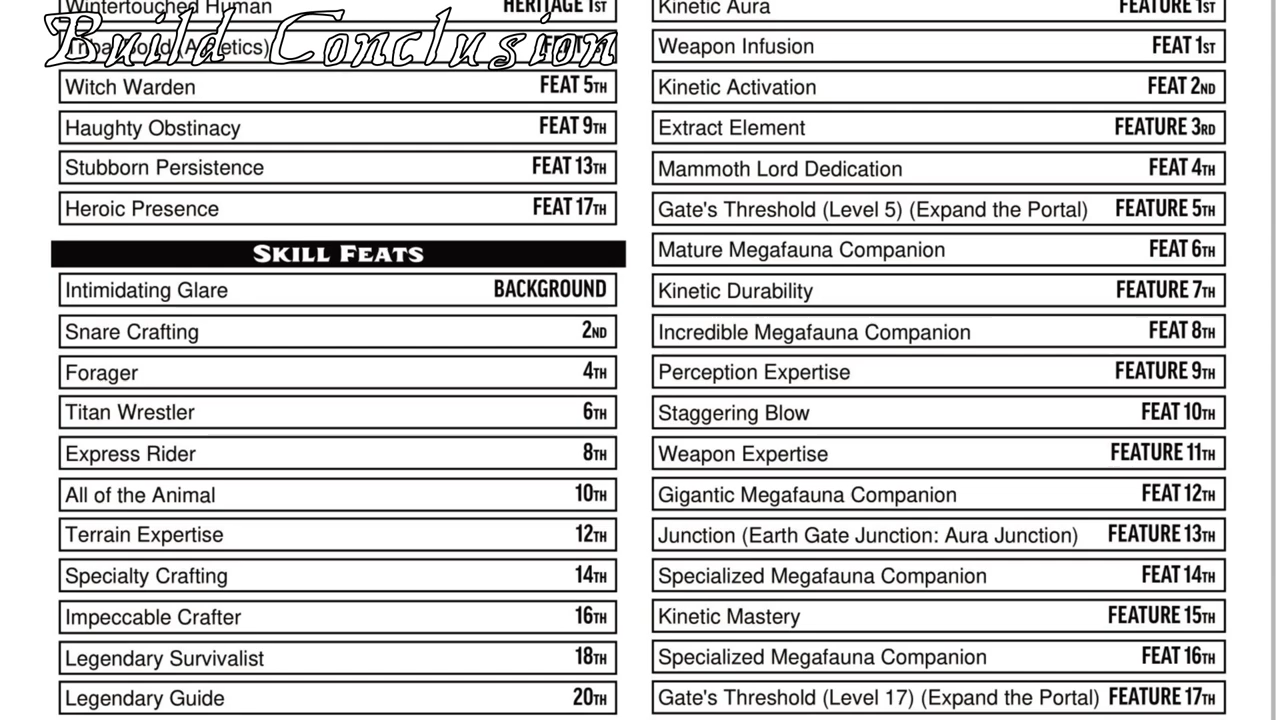 Build Conclusion
Wintertouched Human HERITAGE 1ST
Witch Warden FEAT 5TH
Haughty Obstinacy FEAT 9TH
Stubborn Persistence FEAT 13TH
Heroic Presence FEAT 17TH
SKILL FEATS
Intimidating Glare BACKGROUND
Snare Crafting 2ND
Forager 4TH
Titan Wrestler 6TH
Express Rider 8TH
All of the Animal 10TH
Terrain Expertise 12TH
Specialty Crafting 14TH
Impeccable Crafter 16TH
Legendary Survivalist 18TH
Legendary Guide 20TH
Kinetic Aura FEATURE 1ST
Weapon Infusion FEAT 1ST
Kinetic Activation FEAT 2ND
Extract Element FEATURE 3RD
Mammoth Lord Dedication FEAT 4TH
Gate's Threshold (Level 5) (Expand the Portal) FEATURE 5TH
Mature Megafauna Companion FEAT 6TH
Kinetic Durability FEATURE 7TH
Incredible Megafauna Companion FEAT 8TH
Perception Expertise FEATURE 9TH
Staggering Blow FEAT 10TH
Weapon Expertise FEATURE 11TH
Gigantic Megafauna Companion FEAT 12TH
Junction (Earth Gate Junction: Aura Junction) FEATURE 13TH
Specialized Megafauna Companion FEAT 14TH
Kinetic Mastery FEATURE 15TH
Specialized Megafauna Companion FEAT 16TH
Gate's Threshold (Level 17) (Expand the Portal) FEATURE 17TH